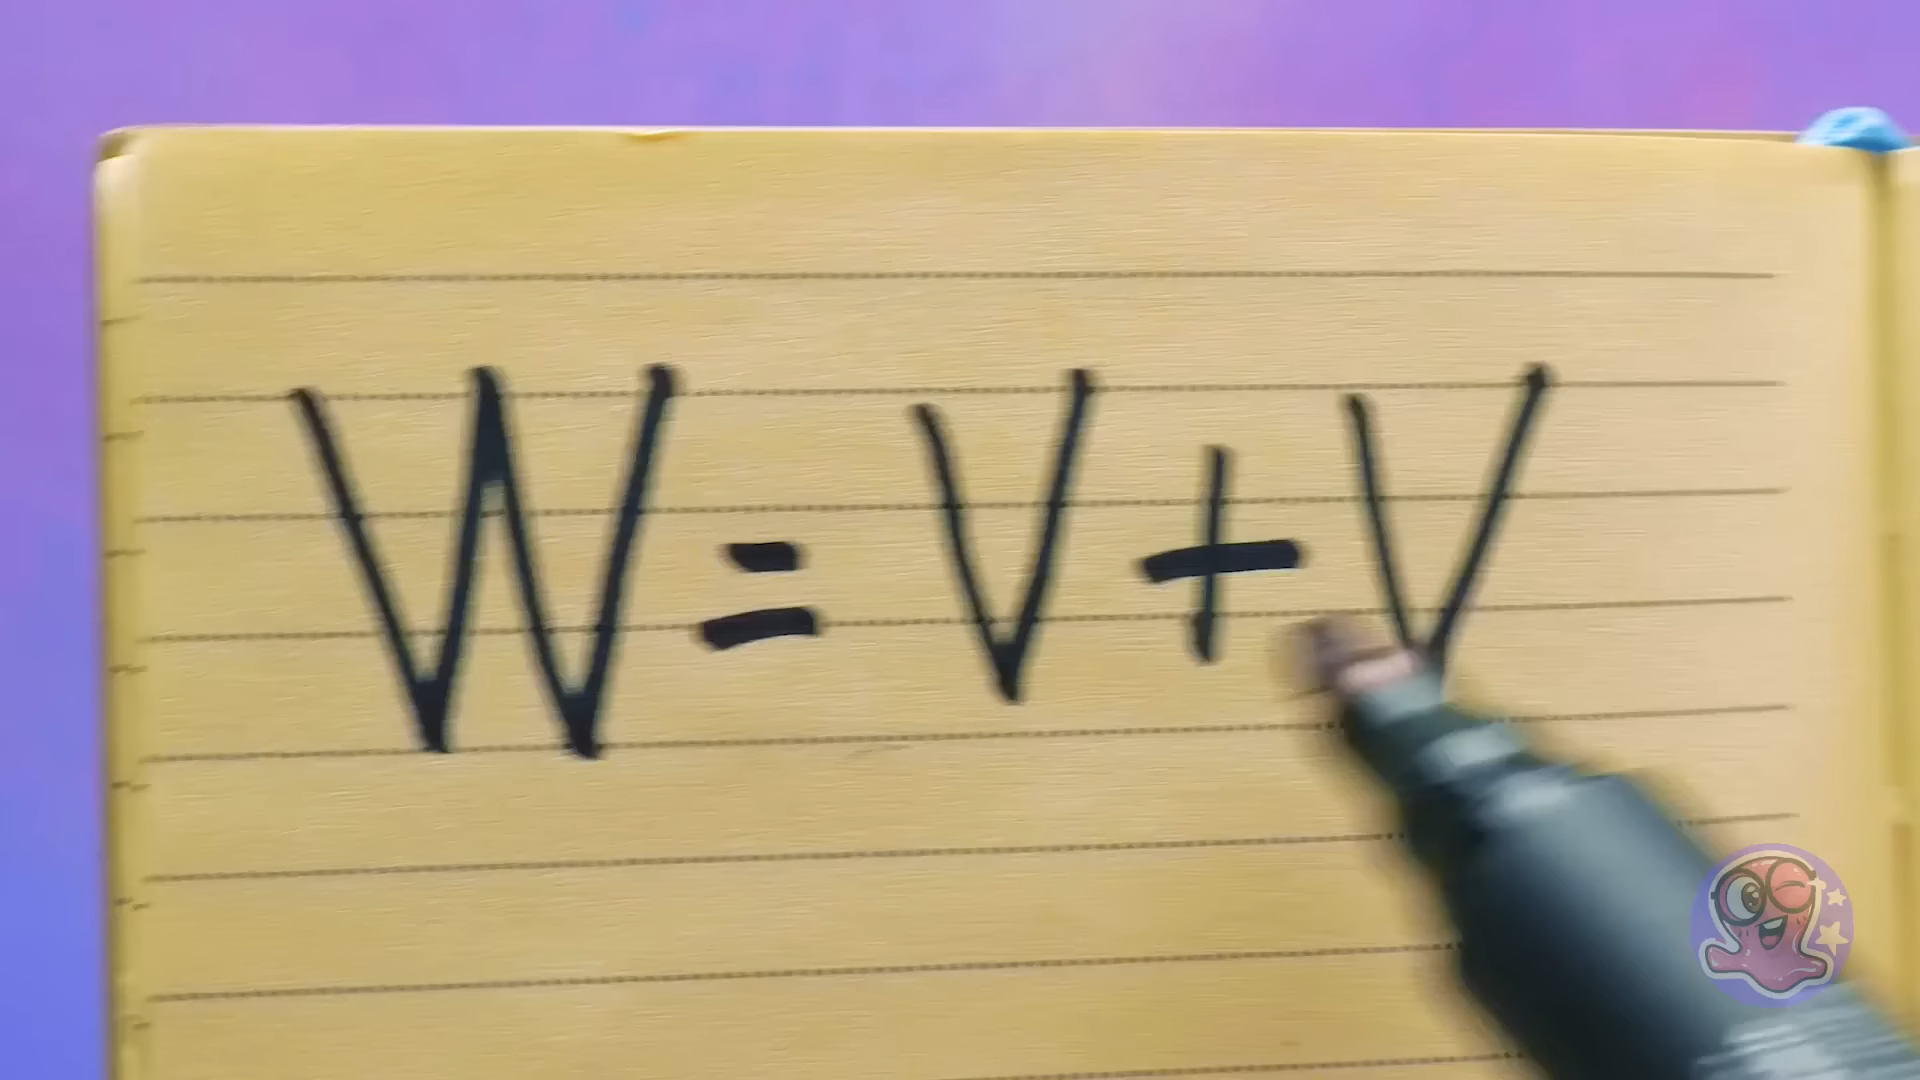 W = V + V